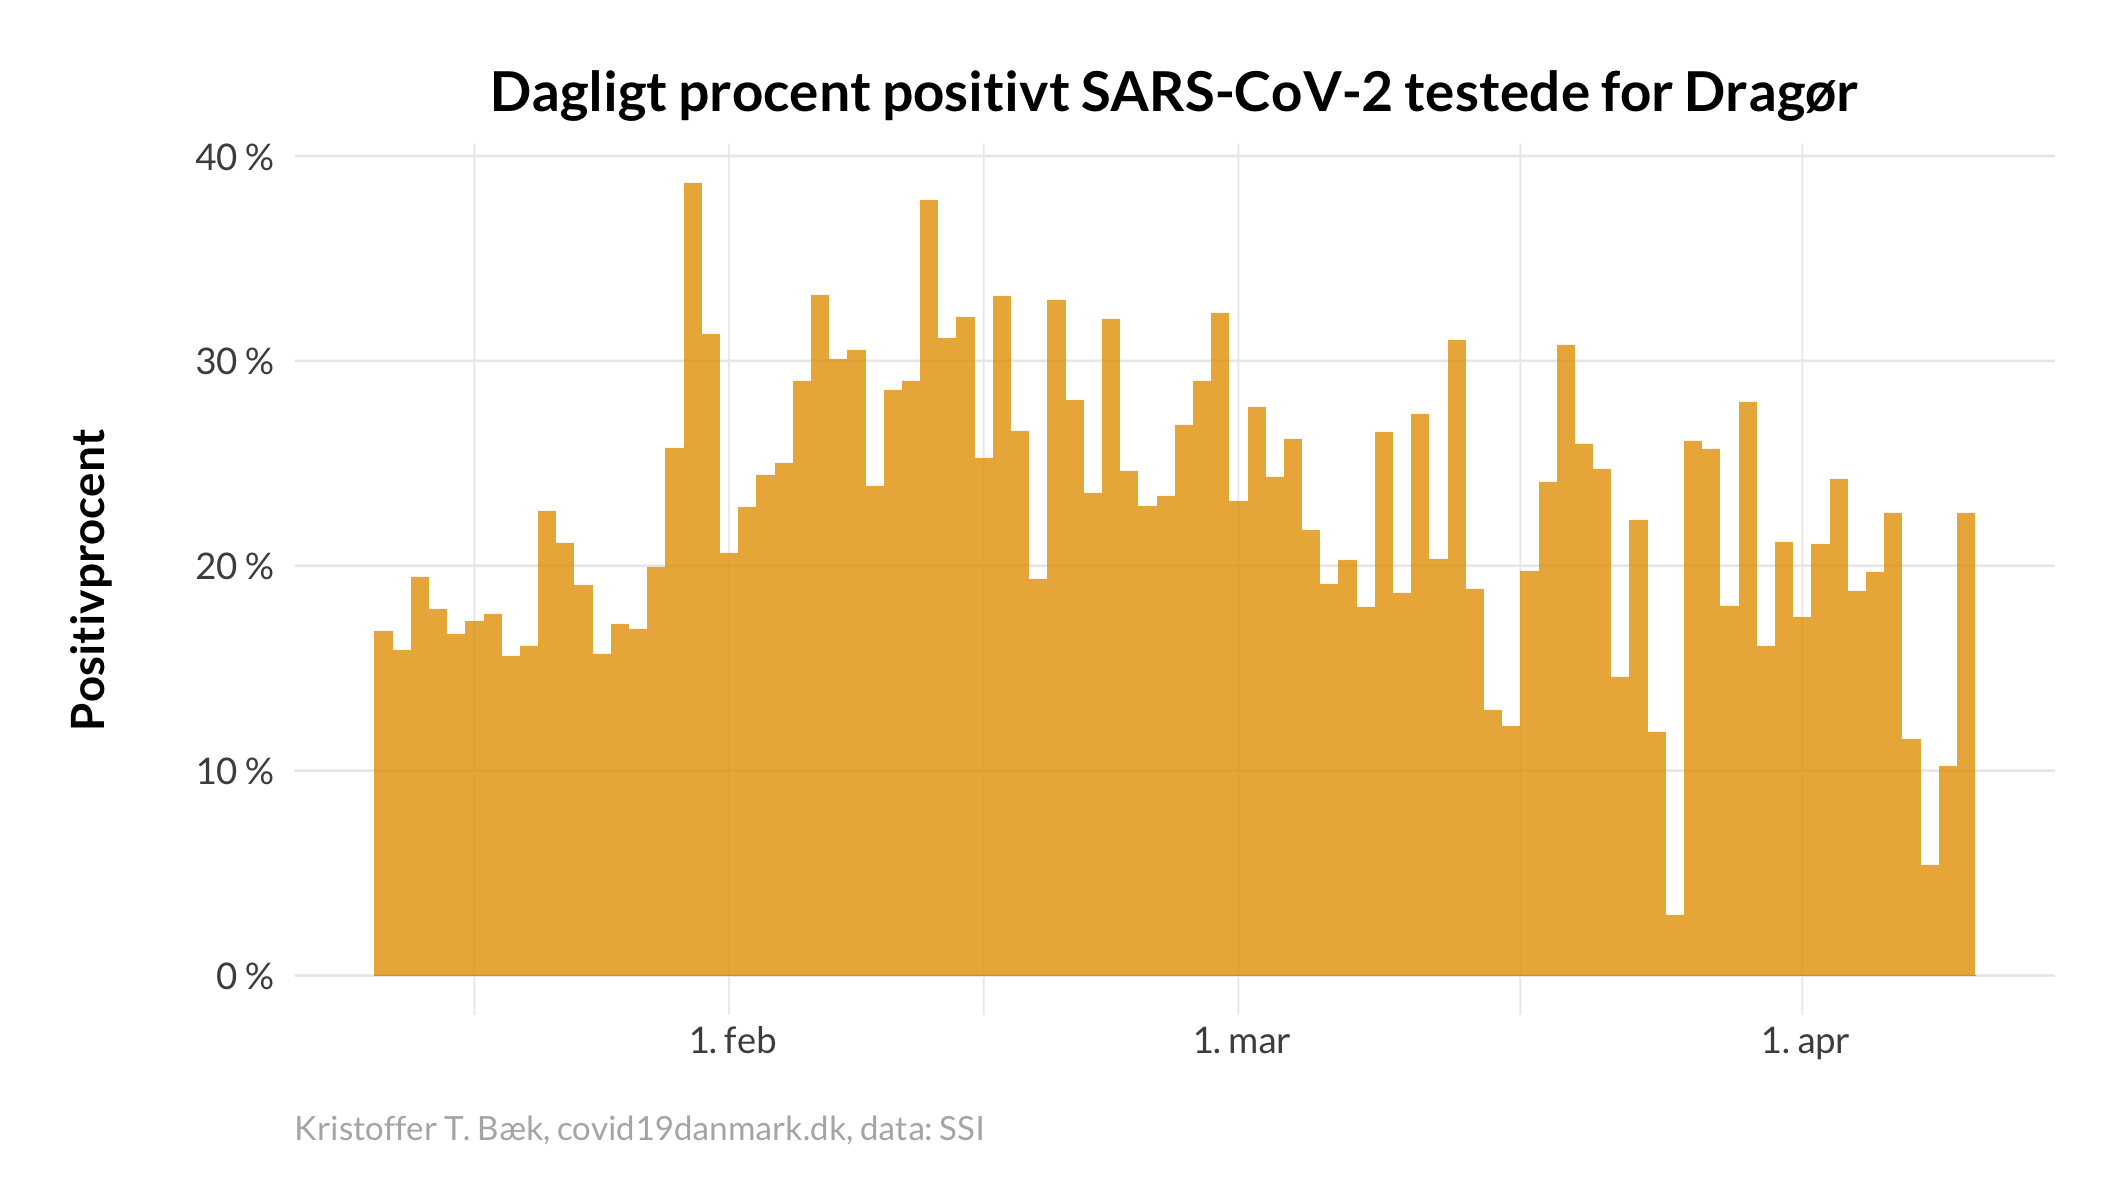 Dagligt procent positivt SARS-CoV-2 testede for Dragør
Positivprocent
40 %
30 %
20 %
10 %
0 %
1. feb
1. mar
1. apr
Kristoffer T. Bæk, covid19danmark.dk, data: SSI